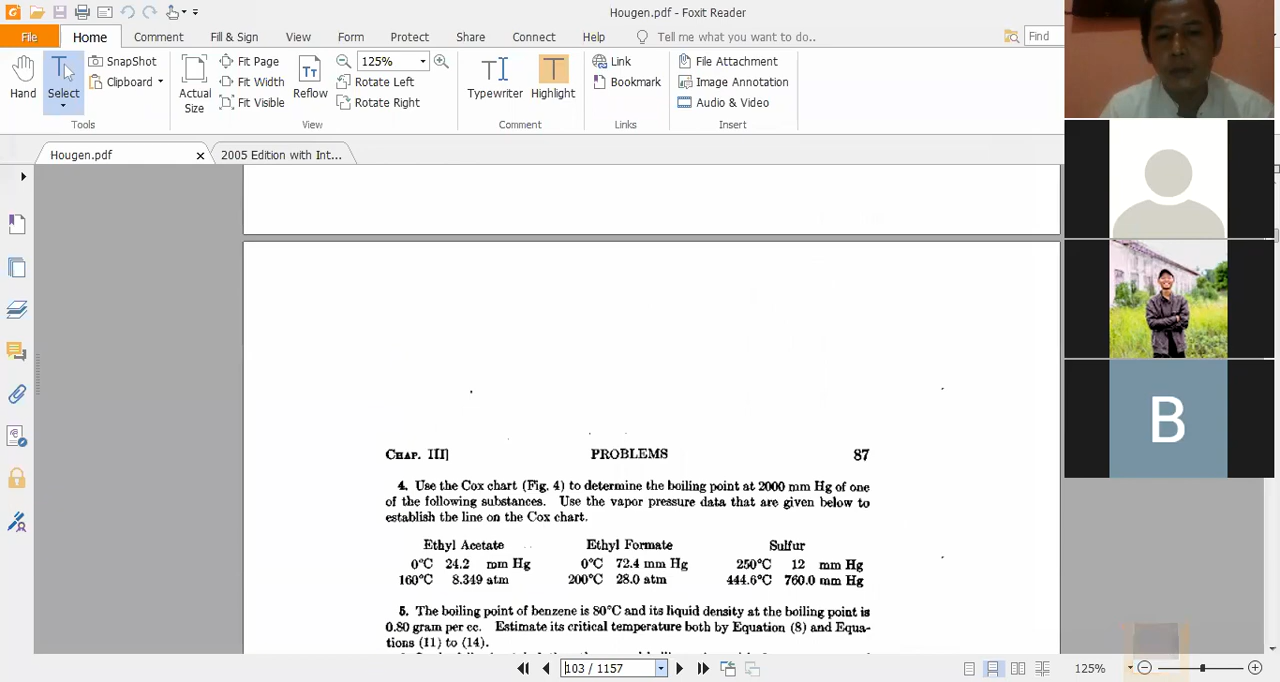 Hougen.pdf - Foxit Reader
File Home Comment Fill & Sign View Form Protect Share Connect Help Tell me what you want to do.. Find
Hand
Select
SnapShot
Clipboard
Tools
Actual Size
Fit Page
Fit Width
Fit Visible
Reflow
125%
Rotate Left
Rotate Right
View
Typewriter
Highlight
Comment
Link
Bookmark
Links
File Attachment
Image Annotation
Audio & Video
Insert
Hougen.pdf 2005 Edition with Int...
CHAP. III] PROBLEMS 87
4. Use the Cox chart (Fig. 4) to determine the boiling point at 2000 mm Hg of one
of the following substances. Use the vapor pressure data that are given below to
establish the line on the Cox chart.
Ethyl Acetate Ethyl Formate Sulfur
0°C 24.2 mm Hg 0°C 72.4 mm Hg 250°C 12 mm Hg
160°C 8.349 atm 200°C 28.0 atm 444.6°C 760.0 mm Hg
5. The boiling point of benzene is 80°C and its liquid density at the boiling point is
0.80 gram per cc. Estimate its critical temperature both by Equation (8) and Equa-
tions (11) to (14).
B
103 / 1157
125%